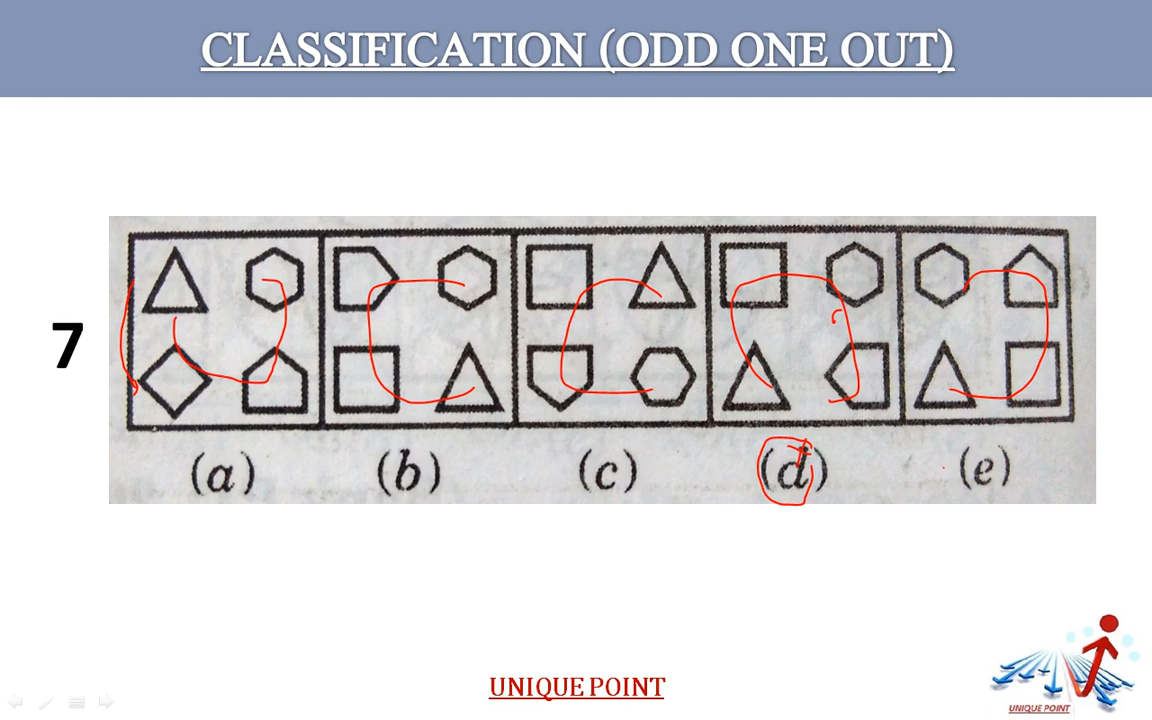 CLASSIFICATION (ODD ONE OUT)
7
(a) (b) (c) (d) (e)
UNIQUE POINT
UNIQUE POINT